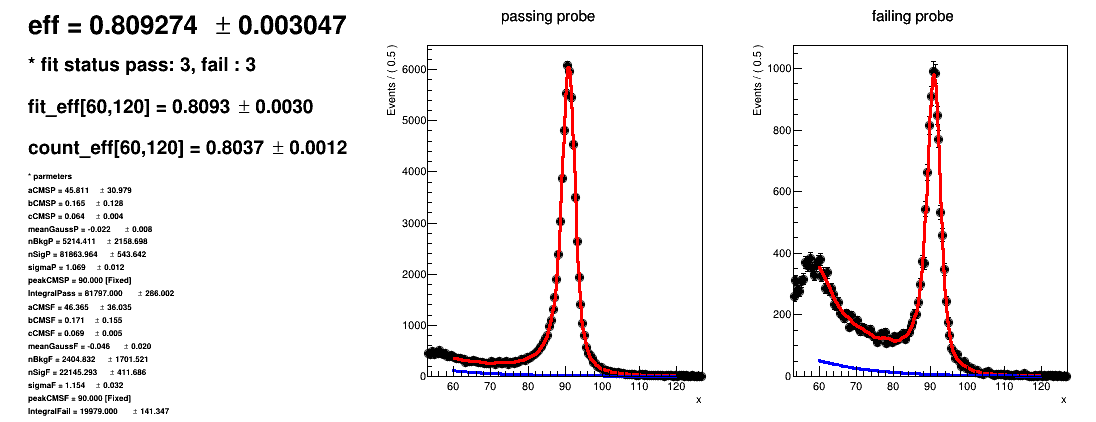 eff = 0.809274 ± 0.003047
* fit status pass: 3, fail : 3
fit_eff[60,120] = 0.8093 ± 0.0030
count_eff[60,120] = 0.8037 ± 0.0012
* parmeters
aCMSP = 45.811 ± 30.979
bCMSP = 0.165 ± 0.128
cCMSP = 0.064 ± 0.004
meanGaussP = -0.022 ± 0.008
nBkgP = 5214.411 ± 2158.698
nSigP = 81863.964 ± 543.642
sigmaP = 1.069 ± 0.012
peakCMSP = 90.000 [Fixed]
IntegralPass = 81797.000 ± 286.002
aCMSF = 46.365 ± 36.035
bCMSF = 0.171 ± 0.155
cCMSF = 0.069 ± 0.005
meanGaussF = -0.046 ± 0.020
nBkgF = 2404.832 ± 1701.521
nSigF = 22145.293 ± 411.686
sigmaF = 1.154 ± 0.032
peakCMSF = 90.000 [Fixed]
IntegralFail = 19979.000 ± 141.347
passing probe
Events / ( 0.5 )
6000
5000
4000
3000
2000
1000
0
60 70 80 90 100 110 120
x
failing probe
Events / ( 0.5 )
1000
800
600
400
200
0
60 70 80 90 100 110 120
x